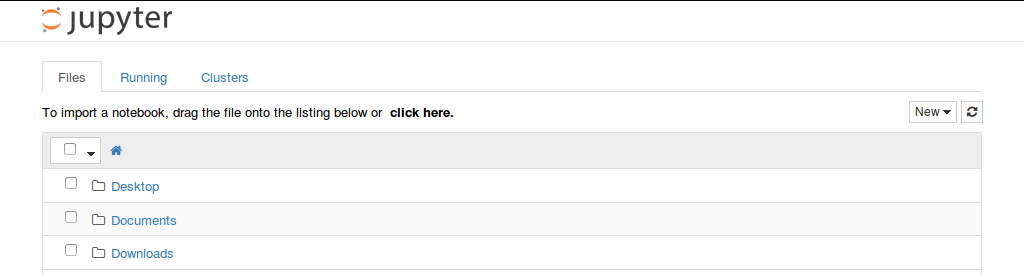 jupyter
Files Running Clusters
To import a notebook, drag the file onto the listing below or click here. New
Desktop
Documents
Downloads